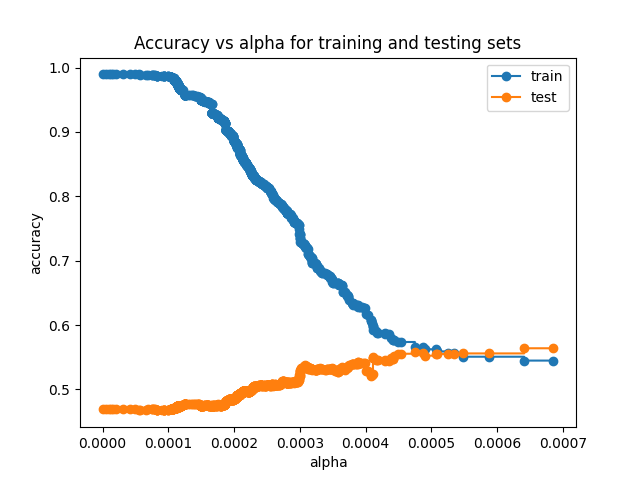 Accuracy vs alpha for training and testing sets
train
test
accuracy
1.0
0.9
0.8
0.7
0.6
0.5
0.0000 0.0001 0.0002 0.0003 0.0004 0.0005 0.0006 0.0007
alpha